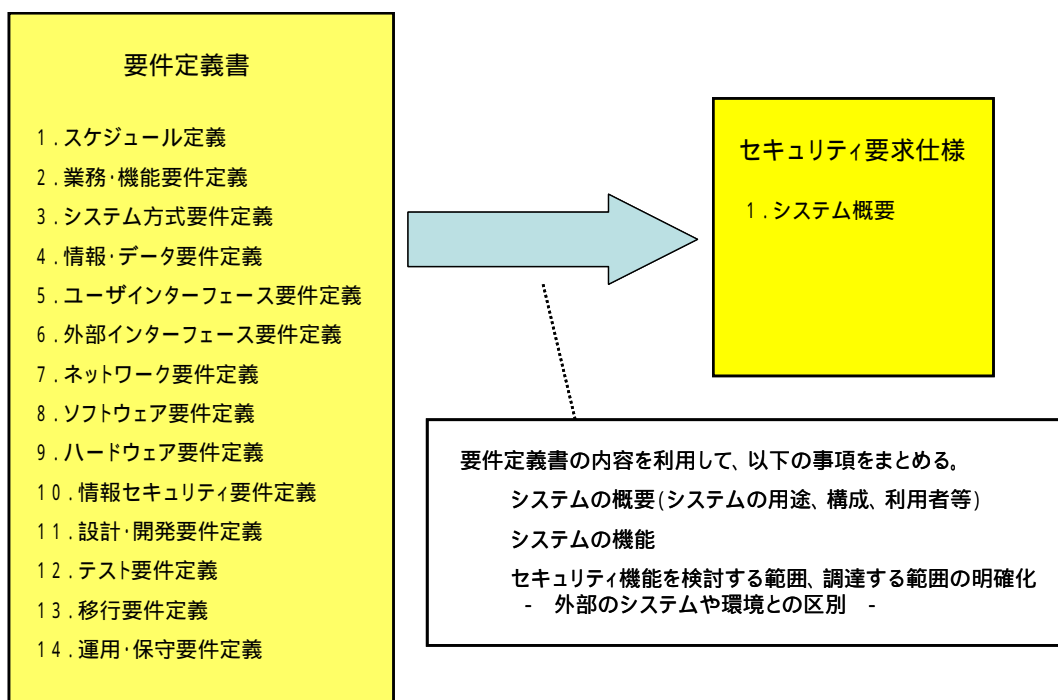 要件定義書
1.スケジュール定義
2.業務・機能要件定義
3.システム方式要件定義
4.情報・データ要件定義
5.ユーザインターフェース要件定義
6.外部インターフェース要件定義
7.ネットワーク要件定義
8.ソフトウェア要件定義
9.ハードウェア要件定義
10.情報セキュリティ要件定義
11.設計・開発要件定義
12.テスト要件定義
13.移行要件定義
14.運用・保守要件定義
セキュリティ要求仕様
1.システム概要
要件定義書の内容を利用して、以下の事項をまとめる。
システムの概要(システムの用途、構成、利用者等)
システムの機能
セキュリティ機能を検討する範囲、調達する範囲の明確化
- 外部のシステムや環境との区別 -